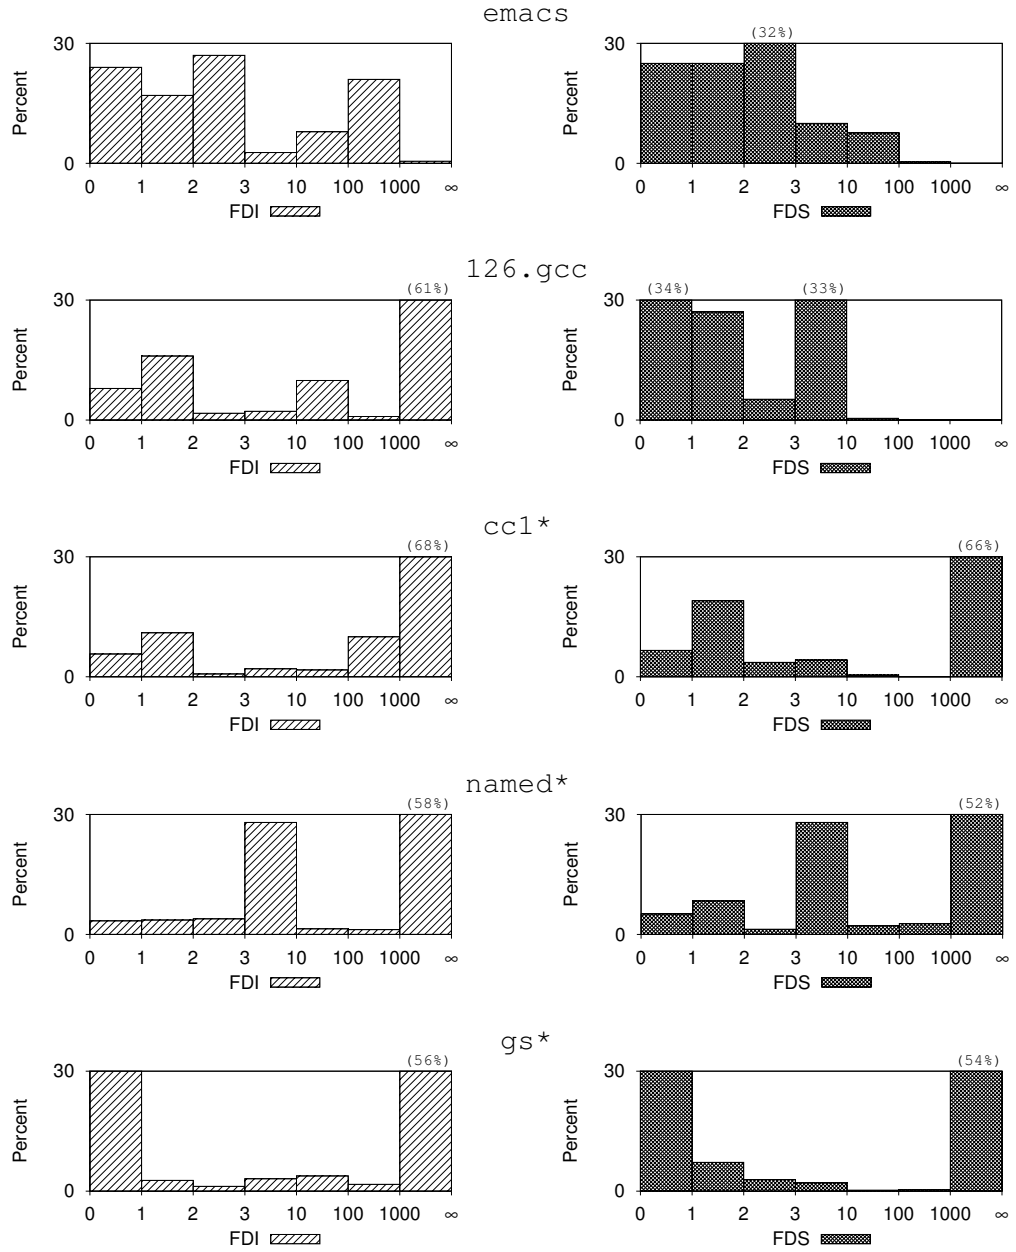 emacs
(32%)
30 30
Percent Percent
0 0
0 1 2 3 10 100 1000 ∞ 0 1 2 3 10 100 1000 ∞
FDI FDS
126.gcc
(61%) (34%) (33%)
30 30
Percent Percent
0 0
0 1 2 3 10 100 1000 ∞ 0 1 2 3 10 100 1000 ∞
FDI FDS
cc1*
(68%) (66%)
30 30
Percent Percent
0 0
0 1 2 3 10 100 1000 ∞ 0 1 2 3 10 100 1000 ∞
FDI FDS
named*
(58%) (52%)
30 30
Percent Percent
0 0
0 1 2 3 10 100 1000 ∞ 0 1 2 3 10 100 1000 ∞
FDI FDS
gs*
(56%) (54%)
30 30
Percent Percent
0 0
0 1 2 3 10 100 1000 ∞ 0 1 2 3 10 100 1000 ∞
FDI FDS